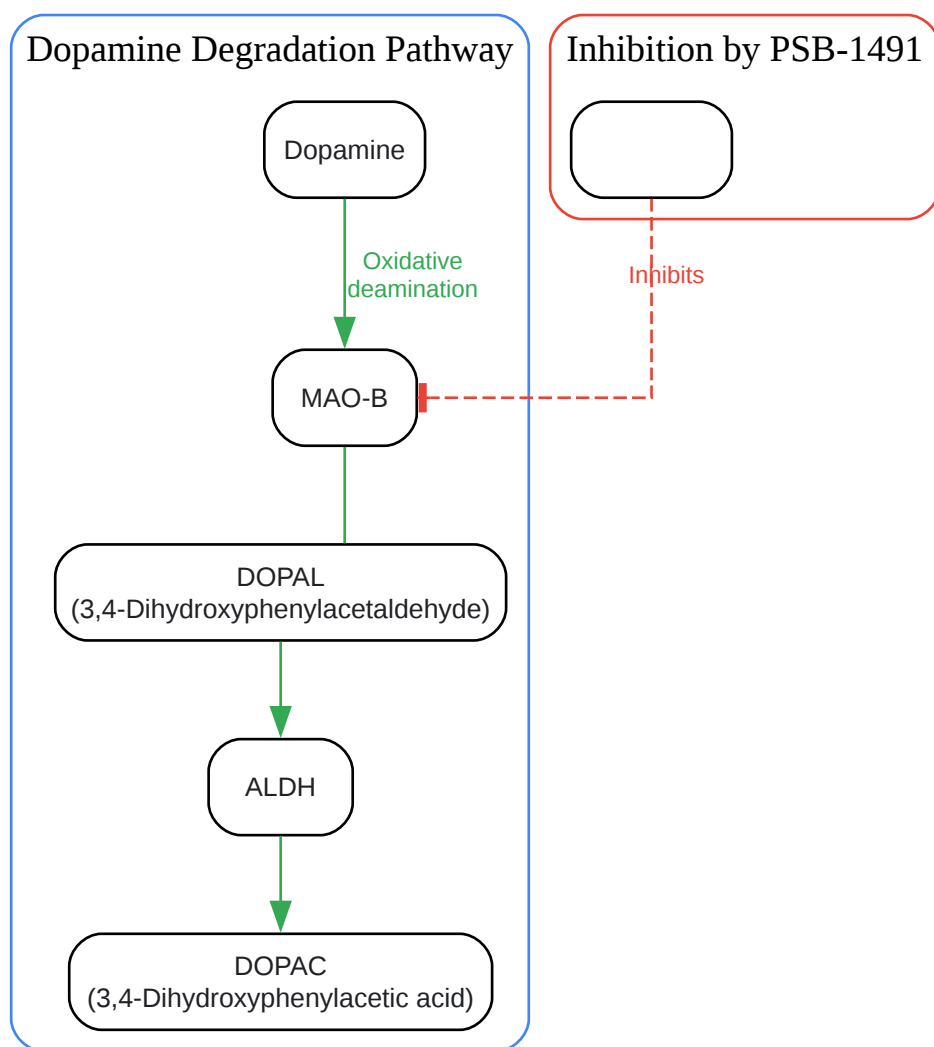 Dopamine Degradation Pathway
Inhibition by PSB-1491
Dopamine
Oxidative
deamination
Inhibits
MAO-B
DOPAL
(3,4-Dihydroxyphenylacetaldehyde)
ALDH
DOPAC
(3,4-Dihydroxyphenylacetic acid)